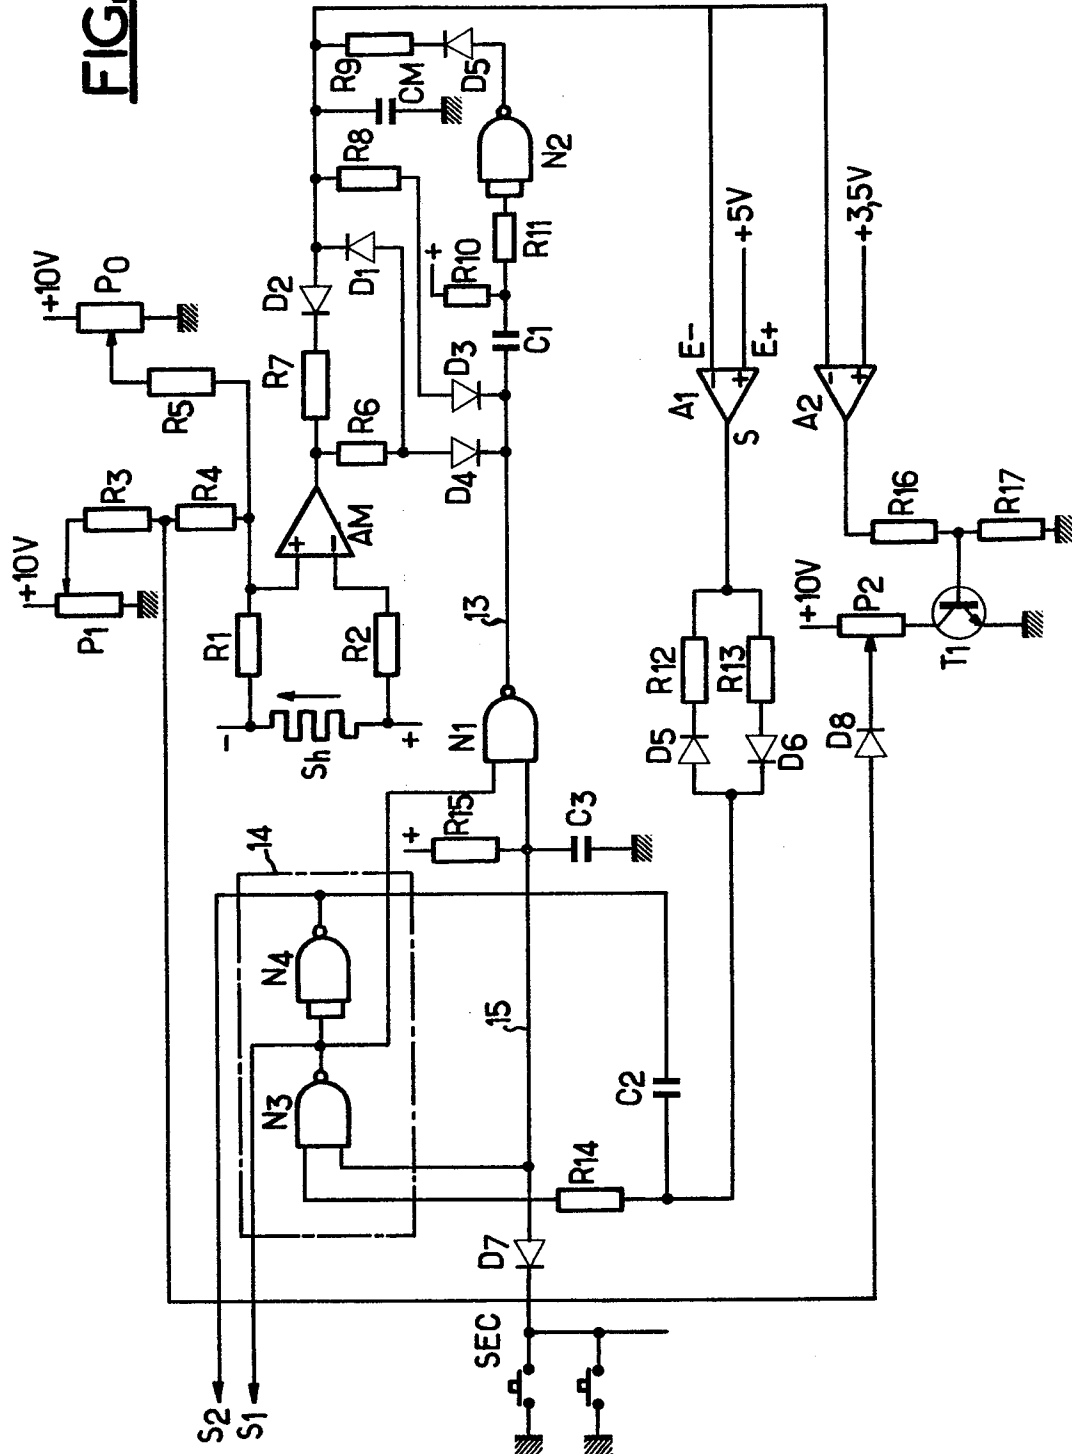 FIG.
+10V
P1
R3
R4
+10V
P0
R5
R1
R2
Sh
-
+
+
-
AM
R7
R6
D2
D1
R8
R9
CM
D5
D4
D3
C1
+
R10
R11
N2
13
N1
14
N4
N3
+
R15
C3
15
S2
S1
SEC
D7
R14
C2
D5
R12
R13
D6
A1
S
E-
E+
-
+
+5V
A2
-
+
+3,5V
R16
R17
+10V
P2
T1
D8